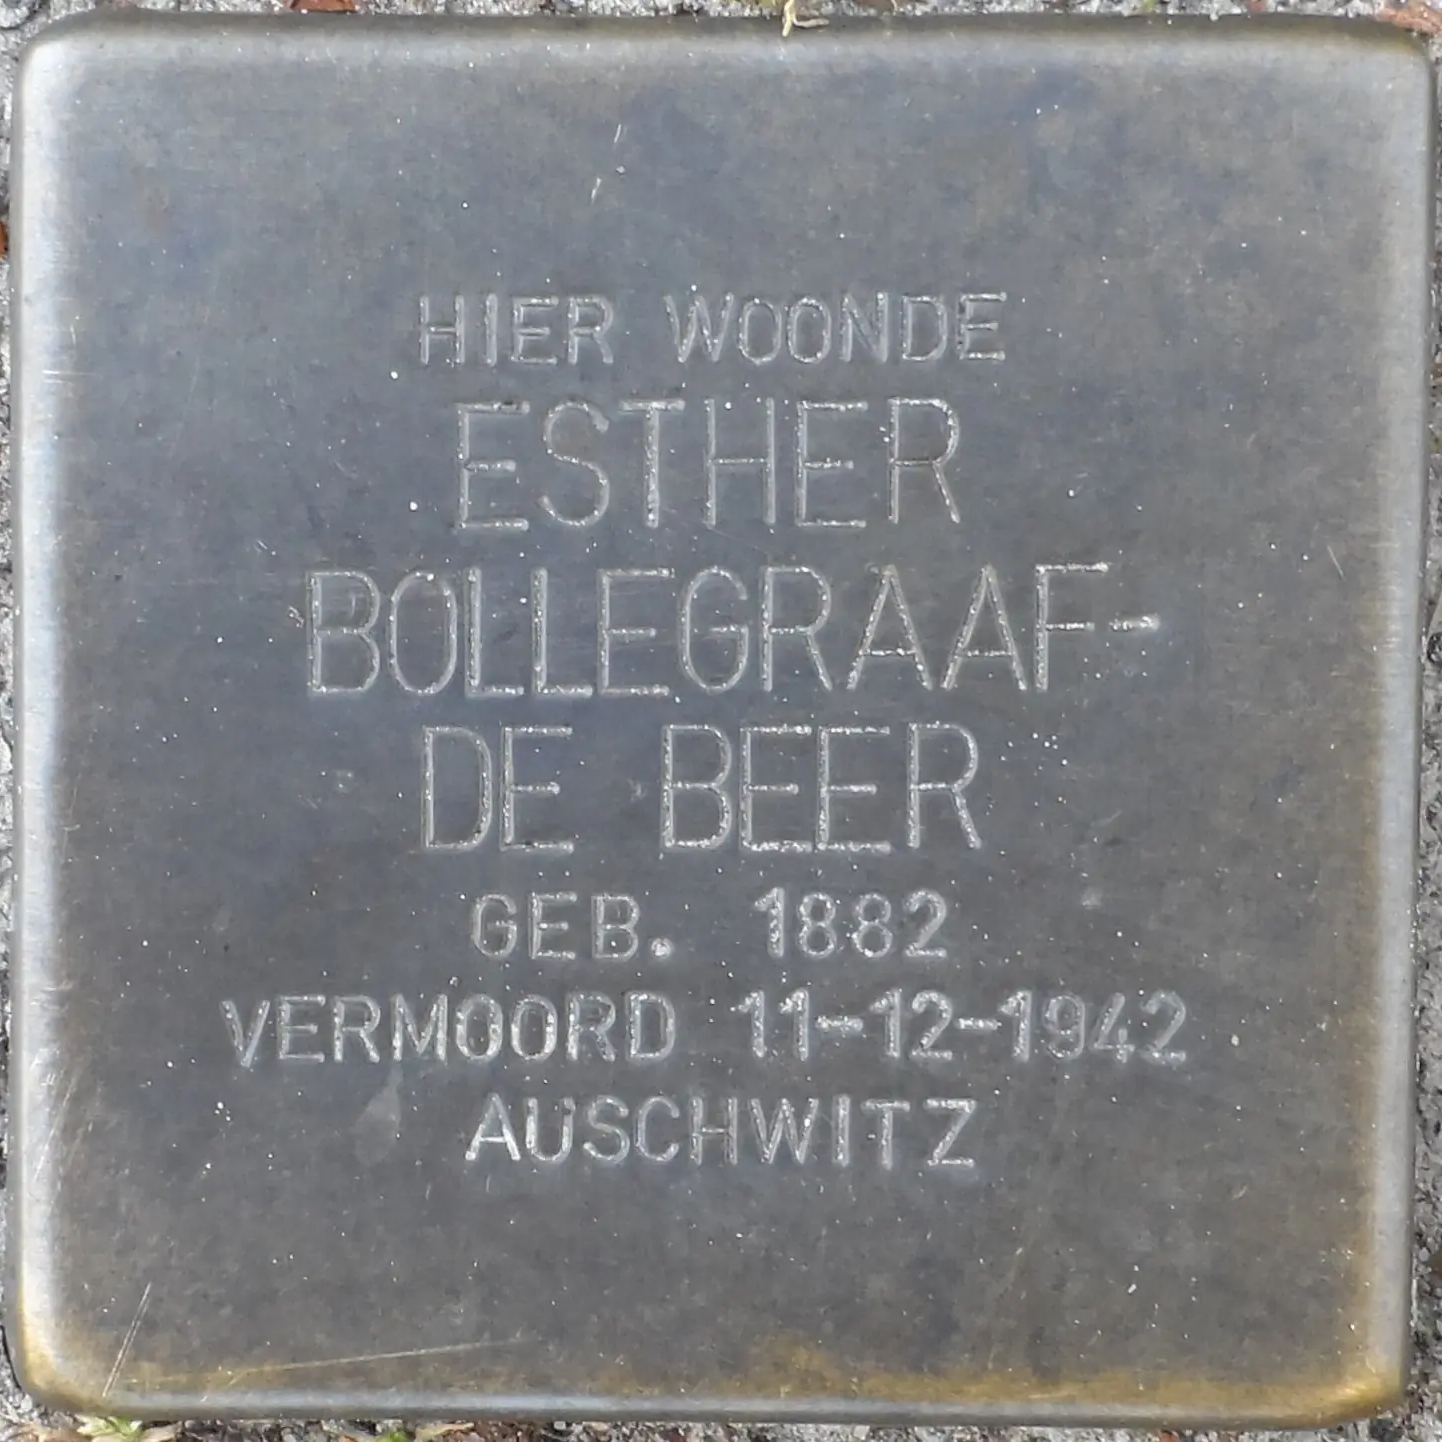 HIER WOONDE
ESTHER
BOLLEGRAAF-
DE BEER
GEB. 1882
VERMOORD 11-12-1942
AUSCHWITZ